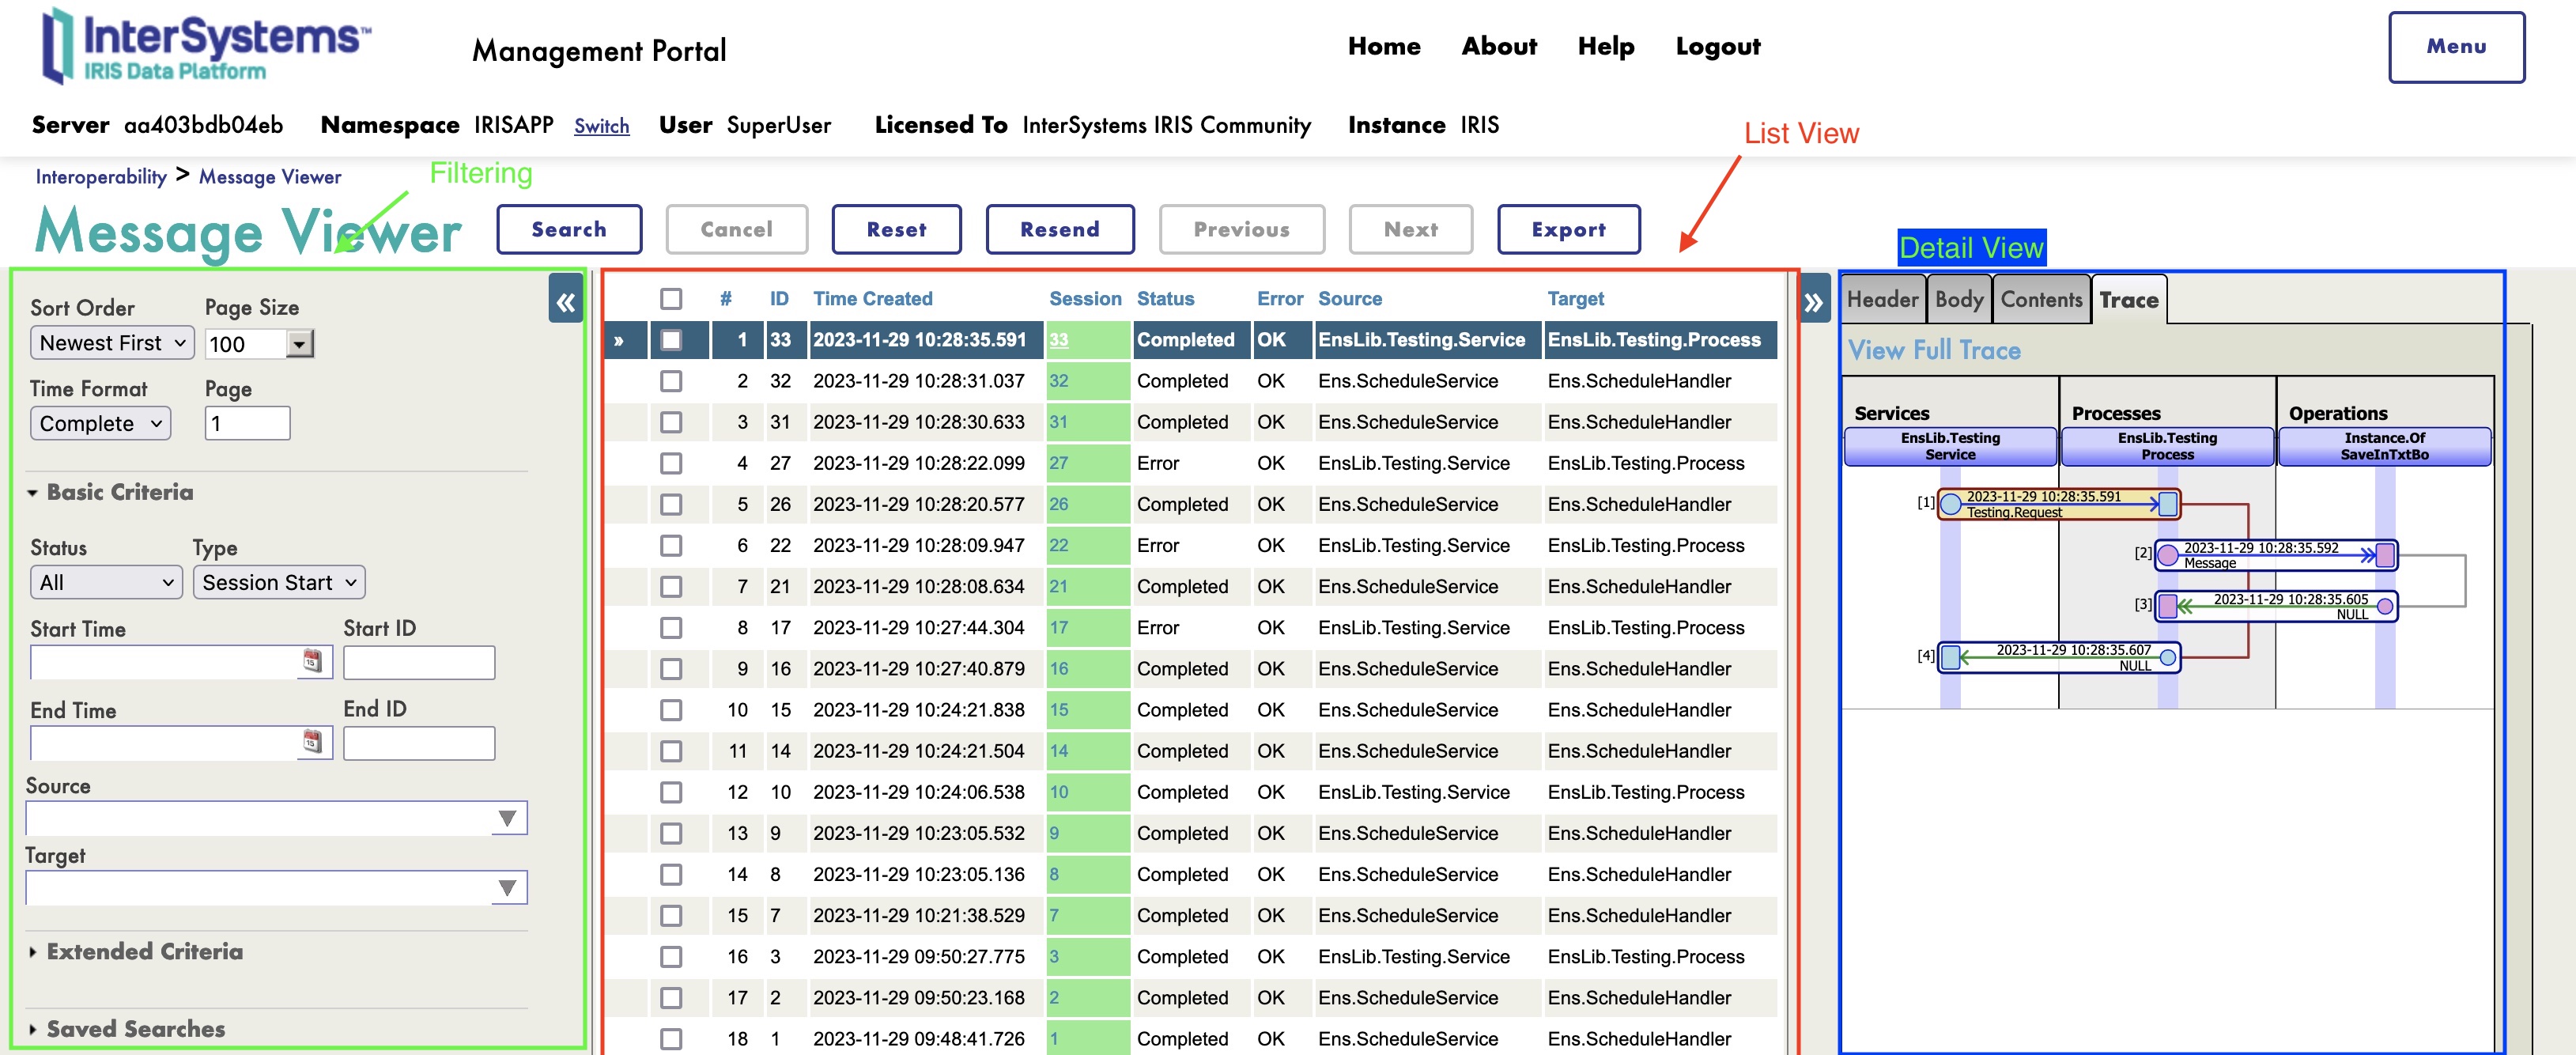 InterSystems™
IRIS Data Platform
Management Portal
Home About Help Logout
Menu
Server aa403bdb04eb Namespace IRISAPP Switch User SuperUser Licensed To InterSystems IRIS Community Instance IRIS
List View
Interoperability > Message Viewer
Filtering
Message Viewer
Search Cancel Reset Resend Previous Next Export
Detail View
Sort Order Page Size
Newest First 100
Time Format Page
Complete 1
Basic Criteria
Status Type
All Session Start
Start Time Start ID
15
End Time End ID
15
Source
Target
Extended Criteria
Saved Searches
«
# ID Time Created Session Status Error Source Target
» 1 33 2023-11-29 10:28:35.591 33 Completed OK EnsLib.Testing.Service EnsLib.Testing.Process
2 32 2023-11-29 10:28:31.037 32 Completed OK Ens.ScheduleService Ens.ScheduleHandler
3 31 2023-11-29 10:28:30.633 31 Completed OK Ens.ScheduleService Ens.ScheduleHandler
4 27 2023-11-29 10:28:22.099 27 Error OK EnsLib.Testing.Service EnsLib.Testing.Process
5 26 2023-11-29 10:28:20.577 26 Completed OK Ens.ScheduleService Ens.ScheduleHandler
6 22 2023-11-29 10:28:09.947 22 Error OK EnsLib.Testing.Service EnsLib.Testing.Process
7 21 2023-11-29 10:28:08.634 21 Completed OK Ens.ScheduleService Ens.ScheduleHandler
8 17 2023-11-29 10:27:44.304 17 Error OK EnsLib.Testing.Service EnsLib.Testing.Process
9 16 2023-11-29 10:27:40.879 16 Completed OK Ens.ScheduleService Ens.ScheduleHandler
10 15 2023-11-29 10:24:21.838 15 Completed OK Ens.ScheduleService Ens.ScheduleHandler
11 14 2023-11-29 10:24:21.504 14 Completed OK Ens.ScheduleService Ens.ScheduleHandler
12 10 2023-11-29 10:24:06.538 10 Completed OK EnsLib.Testing.Service EnsLib.Testing.Process
13 9 2023-11-29 10:23:05.532 9 Completed OK Ens.ScheduleService Ens.ScheduleHandler
14 8 2023-11-29 10:23:05.136 8 Completed OK Ens.ScheduleService Ens.ScheduleHandler
15 7 2023-11-29 10:21:38.529 7 Completed OK Ens.ScheduleService Ens.ScheduleHandler
16 3 2023-11-29 09:50:27.775 3 Completed OK EnsLib.Testing.Service EnsLib.Testing.Process
17 2 2023-11-29 09:50:23.168 2 Completed OK Ens.ScheduleService Ens.ScheduleHandler
18 1 2023-11-29 09:48:41.726 1 Completed OK Ens.ScheduleService Ens.ScheduleHandler
»
Header Body Contents Trace
View Full Trace
Services Processes Operations
EnsLib.Testing EnsLib.Testing Instance.Of
Service Process SaveInTxtBo
[1] 2023-11-29 10:28:35.591
Testing.Request
[2] 2023-11-29 10:28:35.592
Message
[3] 2023-11-29 10:28:35.605
NULL
[4] 2023-11-29 10:28:35.607
NULL